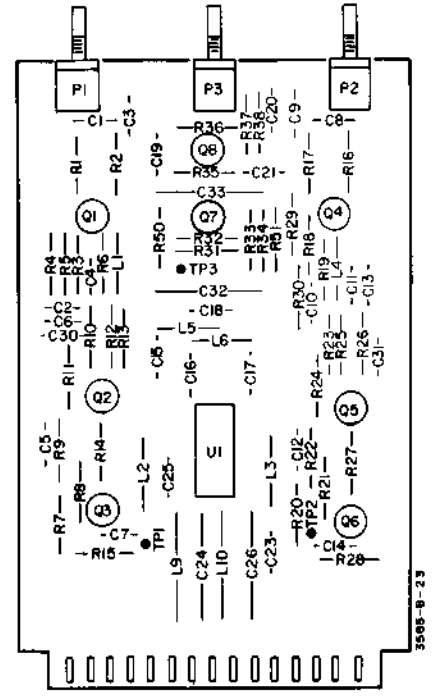 P1 P3 P2
C1 C3 R36 R37 R38 C20 C9 C8
R1 R2 C19 Q8 R17 R16
R35 C21
C33
Q1 R50 Q7 R33 R34 R51 R29 Q4
R32 R18
R4 R5 R3 C4 R6 L1 R31 R19 L4
TP3 C11 C13
C32 R30 C10
C2 C18
C6 L5
C30 R10 R12 R13 L6 R23 R25 R26 C31
R11 C15 C16 C17 R24
Q2 Q5
C5 R9 R14 U1 C12 R22 R27
R8 L2 C25 L3 R21
R7 Q3 R20 TP2 Q6
C7 TP1 C14
R15 L9 C24 L10 C26 C23 R28
3585-B-23